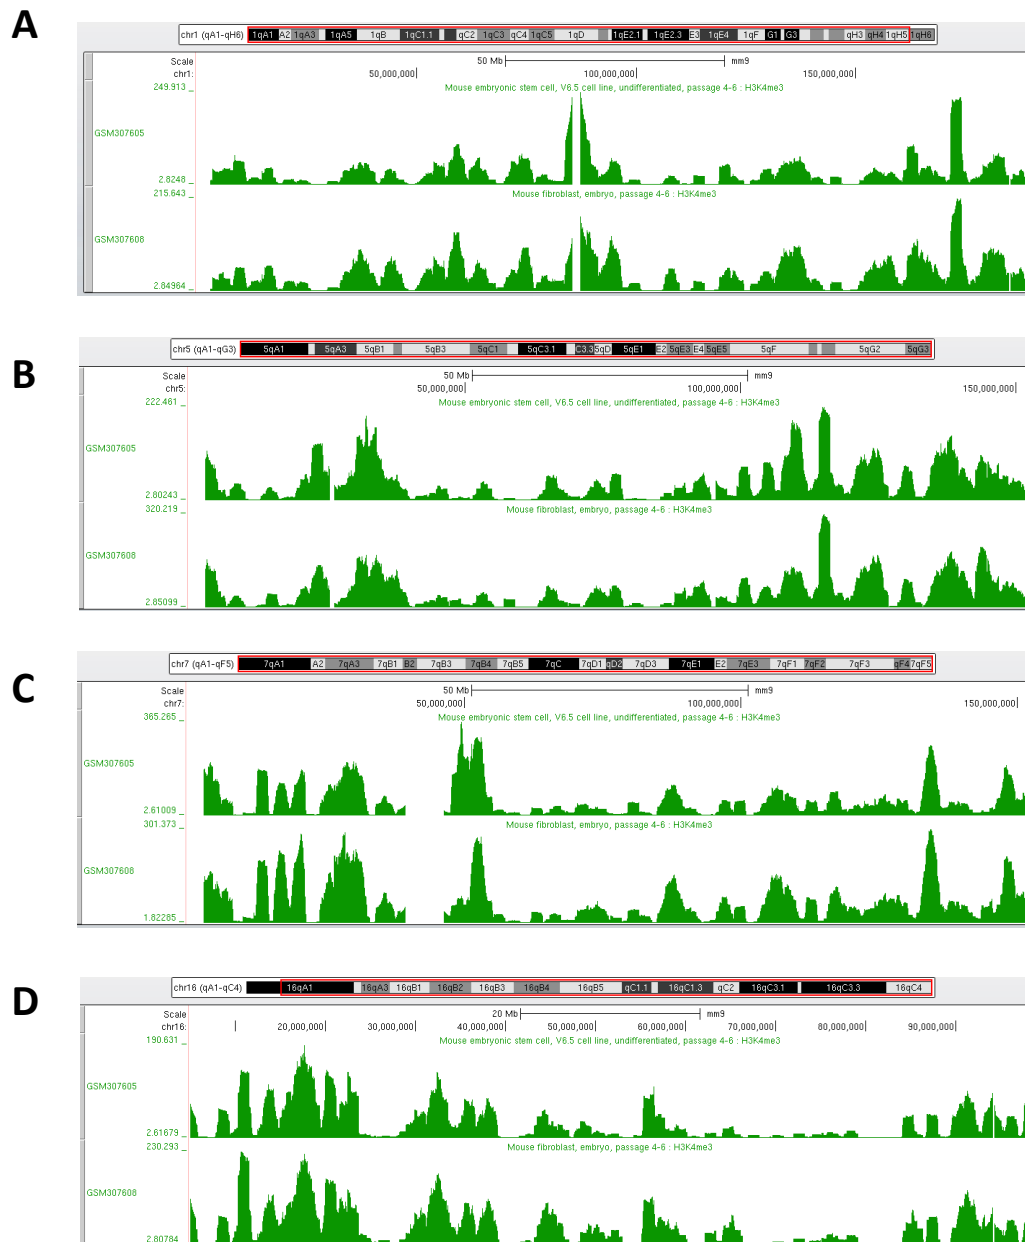 A
chr1 (qA1-qH6) 1qA1 A2 1qA3 1qA5 1qB 1qC1.1 qC2 1qC3 qC4 1qC5 1qD 1qE2.1 1qE2.3 E3 1qE4 1qF G1 G3 qH3 qH4 1qH5 1qH6
Scale 50 Mb mm9
chr1: 50,000,000 100,000,000 150,000,000
Mouse embryonic stem cell, V6.5 cell line, undifferentiated, passage 4-6 : H3K4me3
249.913 _
GSM307605
2.8248 _
Mouse fibroblast, embryo, passage 4-6 : H3K4me3
215.643 _
GSM307608
2.84964 _
B
chr5 (qA1-qG3) 5qA1 5qA3 5qB1 5qB3 5qC1 5qC3.1 C3.3 5qD 5qE1 E2 5qE3 E4 5qE5 5qF 5qG2 5qG3
Scale 50 Mb mm9
chr5: 50,000,000 100,000,000 150,000,000
Mouse embryonic stem cell, V6.5 cell line, undifferentiated, passage 4-6 : H3K4me3
222.461 _
GSM307605
2.80243 _
Mouse fibroblast, embryo, passage 4-6 : H3K4me3
320.219 _
GSM307608
2.85099 _
C
chr7 (qA1-qF5) 7qA1 A2 7qA3 7qB1 B2 7qB3 7qB4 7qB5 7qC 7qD1 qD2 7qD3 7qE1 E2 7qE3 7qF1 7qF2 7qF3 qF4 7qF5
Scale 50 Mb mm9
chr7: 50,000,000 100,000,000 150,000,000
Mouse embryonic stem cell, V6.5 cell line, undifferentiated, passage 4-6 : H3K4me3
365.265 _
GSM307605
2.61009 _
Mouse fibroblast, embryo, passage 4-6 : H3K4me3
301.373 _
GSM307608
1.82285 _
D
chr16 (qA1-qC4) 16qA1 16qA3 16qB1 16qB2 16qB3 16qB4 16qB5 qC1.1 16qC1.3 qC2 16qC3.1 16qC3.3 16qC4
Scale 20 Mb mm9
chr16: 20,000,000 30,000,000 40,000,000 50,000,000 60,000,000 70,000,000 80,000,000 90,000,000
Mouse embryonic stem cell, V6.5 cell line, undifferentiated, passage 4-6 : H3K4me3
190.631 _
GSM307605
2.61679 _
Mouse fibroblast, embryo, passage 4-6 : H3K4me3
230.293 _
GSM307608
2.80784 _